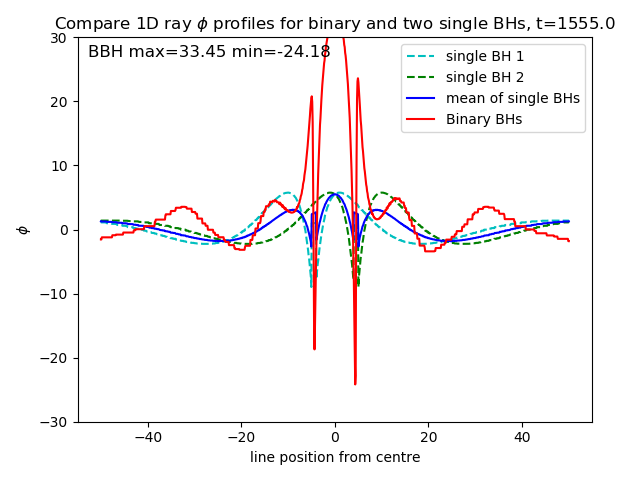 Compare 1D ray ϕ profiles for binary and two single BHs, t=1555.0
BBH max=33.45 min=-24.18
single BH 1
single BH 2
mean of single BHs
Binary BHs
30
20
10
0
−10
−20
−30
ϕ
−40
−20
0
20
40
line position from centre